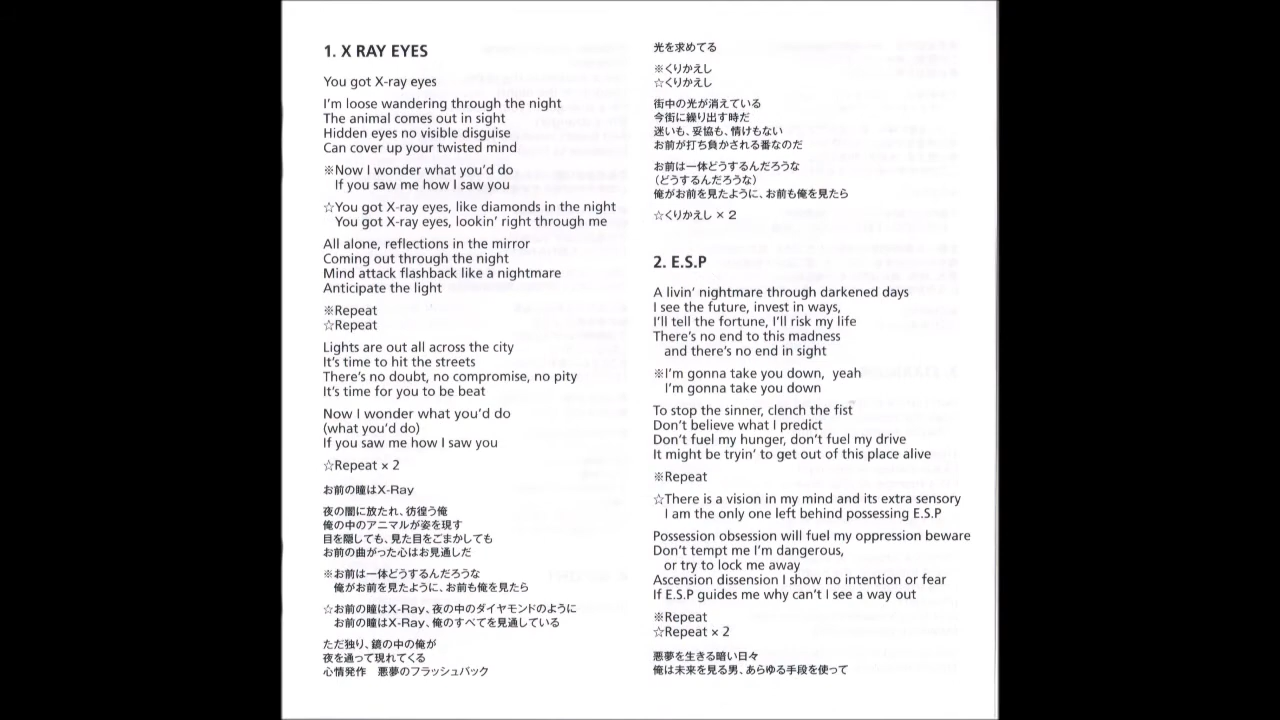 1. X RAY EYES
You got X-ray eyes
I'm loose wandering through the night
The animal comes out in sight
Hidden eyes no visible disguise
Can cover up your twisted mind
※Now I wonder what you'd do
If you saw me how I saw you
☆You got X-ray eyes, like diamonds in the night
You got X-ray eyes, lookin' right through me
All alone, reflections in the mirror
Coming out through the night
Mind attack flashback like a nightmare
Anticipate the light
※Repeat
☆Repeat
Lights are out all across the city
It's time to hit the streets
There's no doubt, no compromise, no pity
It's time for you to be beat
Now I wonder what you'd do
(what you'd do)
If you saw me how I saw you
☆Repeat × 2
お前の瞳はX-Ray
夜の闇に放たれ、彷徨う俺
俺の中のアニマルが姿を現す
目を隠しても、見た目をごまかしても
お前の曲がった心はお見通しだ
※お前は一体どうするんだろうな
俺がお前を見たように、お前も俺を見たら
☆お前の瞳はX-Ray、夜の中のダイヤモンドのように
お前の瞳はX-Ray、俺のすべてを見通している
ただ独り、鏡の中の俺が
夜を通って現れてくる
心情発作　悪夢のフラッシュバック
光を求めてる
※くりかえし
☆くりかえし
街中の光が消えている
今街に繰り出す時だ
迷いも、妥協も、情けもない
お前が打ち負かされる番なのだ
お前は一体どうするんだろうな
（どうするんだろうな）
俺がお前を見たように、お前も俺を見たら
☆くりかえし × 2
2. E.S.P
A livin' nightmare through darkened days
I see the future, invest in ways,
I'll tell the fortune, I'll risk my life
There's no end to this madness
and there's no end in sight
※I'm gonna take you down, yeah
I'm gonna take you down
To stop the sinner, clench the fist
Don't believe what I predict
Don't fuel my hunger, don't fuel my drive
It might be tryin' to get out of this place alive
※Repeat
☆There is a vision in my mind and its extra sensory
I am the only one left behind possessing E.S.P
Possession obsession will fuel my oppression beware
Don't tempt me I'm dangerous,
or try to lock me away
Ascension dissension I show no intention or fear
If E.S.P guides me why can't I see a way out
※Repeat
☆Repeat × 2
悪夢を生きる暗い日々
俺は未来を見る男、あらゆる手段を使って